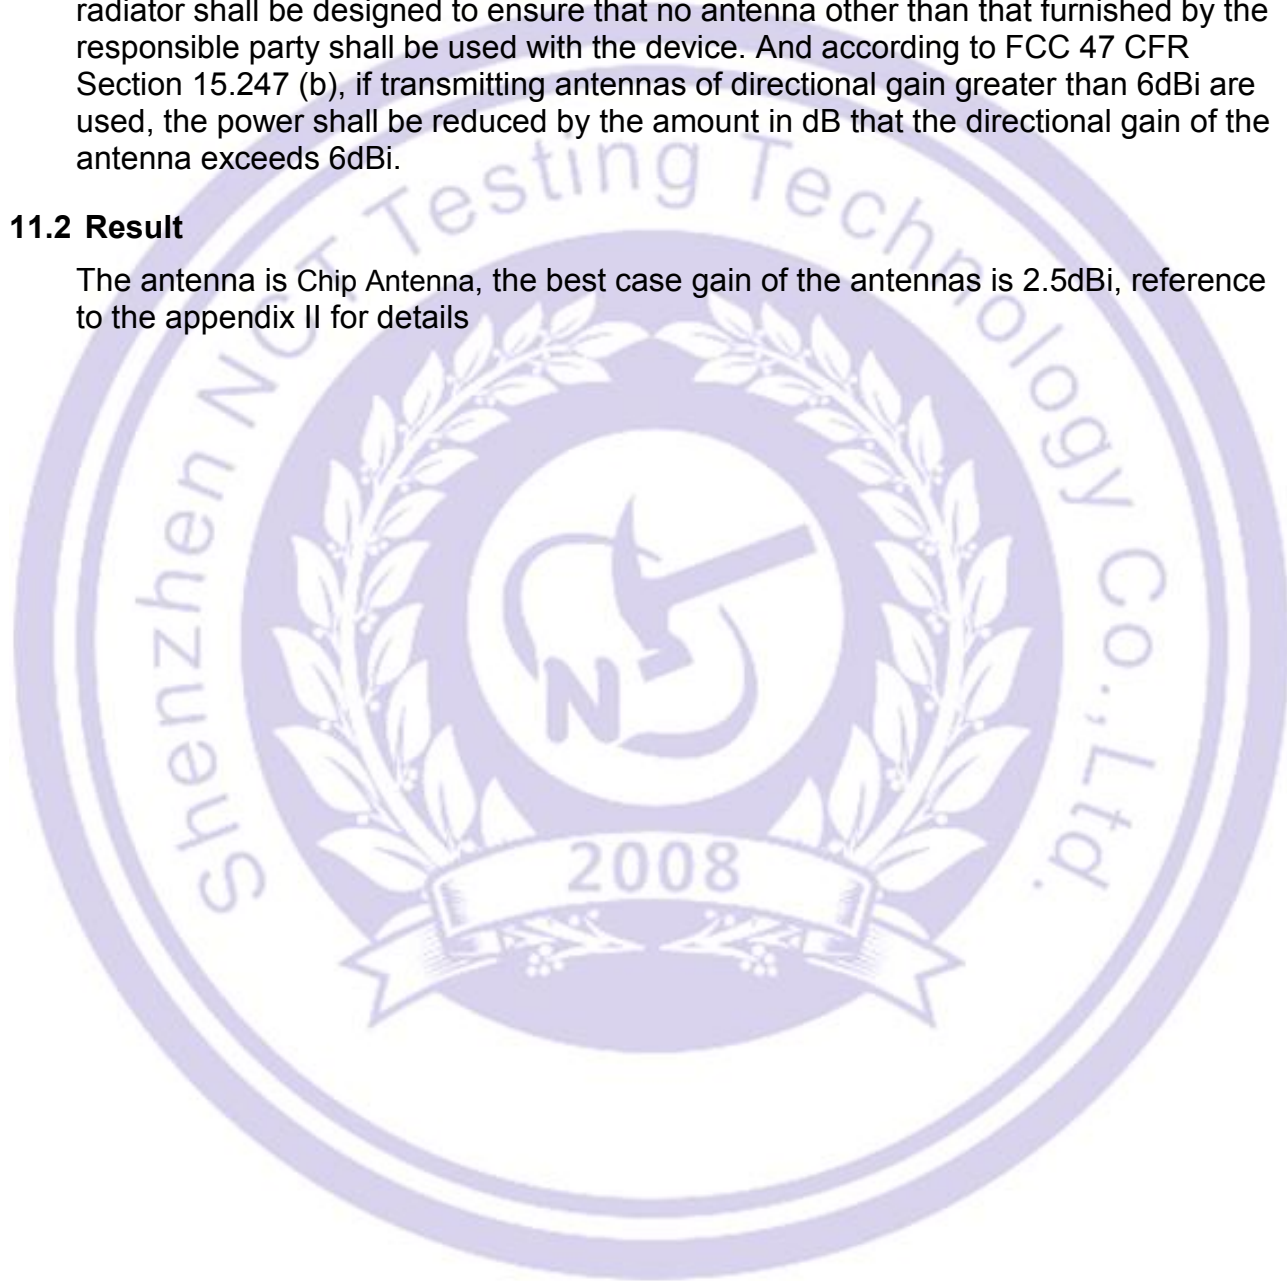 radiator shall be designed to ensure that no antenna other than that furnished by the
responsible party shall be used with the device. And according to FCC 47 CFR
Section 15.247 (b), if transmitting antennas of directional gain greater than 6dBi are
used, the power shall be reduced by the amount in dB that the directional gain of the
antenna exceeds 6dBi.
11.2 Result
The antenna is Chip Antenna, the best case gain of the antennas is 2.5dBi, reference
to the appendix II for details
Shenzhen NCT Testing Technology Co., Ltd.
N
2008